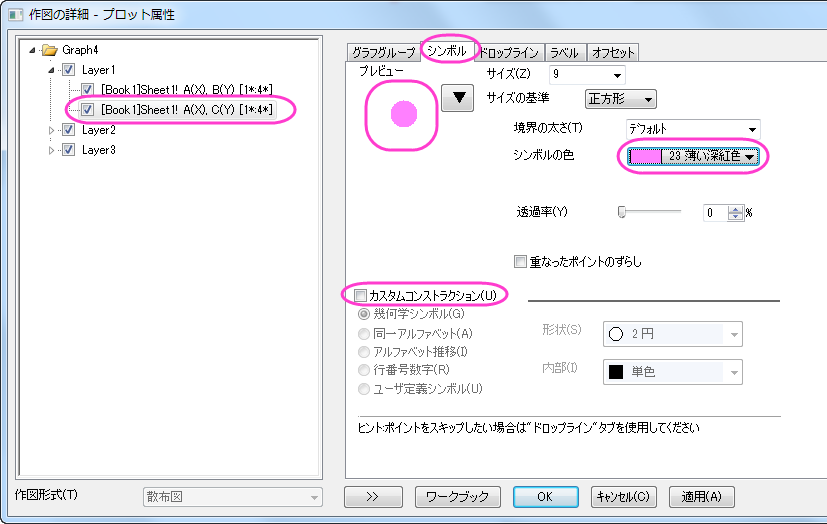 作図の詳細 - プロット属性
Graph4
Layer1
[Book1]Sheet1! A(X), B(Y) [1*:4*]
[Book1]Sheet1! A(X), C(Y) [1*:4*]
Layer2
Layer3
作図形式(T) 散布図
グラフグループ シンボル ドロップライン ラベル オフセット
プレビュー
サイズ(Z) 9
サイズの基準 正方形
境界の太さ(T) デフォルト
シンボルの色 23 薄い深紅色
透過率(Y) 0 %
重なったポイントのずらし
カスタムコンストラクション(U)
幾何学シンボル(G)
同一アルファベット(A)
アルファベット推移(I)
行番号数字(R)
ユーザ定義シンボル(U)
形状(S) 2 円
内部(I) 単色
ヒント:ポイントをスキップしたい場合は"ドロップライン"タブを使用してください
>> ワークブック OK キャンセル(C) 適用(A)